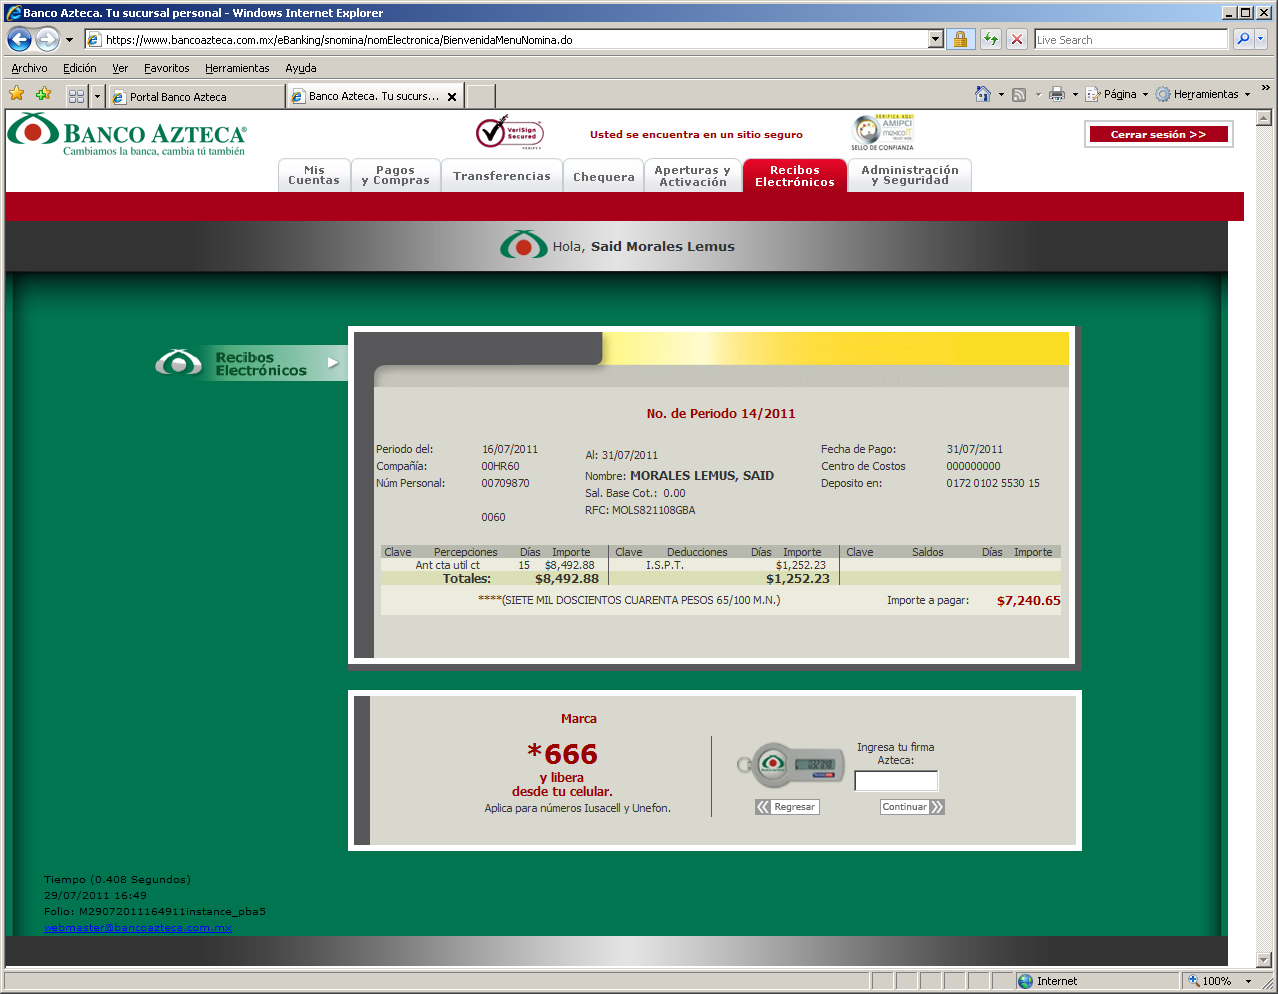 Banco Azteca. Tu sucursal personal - Windows Internet Explorer
https://www.bancoazteca.com.mx/eBanking/snomina/nomElectronica/BienvenidaMenuNomina.do
Live Search
Archivo Edición Ver Favoritos Herramientas Ayuda
Portal Banco Azteca
Banco Azteca. Tu sucurs...
Página
Herramientas
BANCO AZTECA®
Cambiamos la banca, cambia tú también
VeriSign Secured
VERIFY
Usted se encuentra en un sitio seguro
VERIFICA AQUI
AMIPCI
MéxicoIT
SELLO DE CONFIANZA
Cerrar sesión >>
Mis Cuentas
Pagos y Compras
Transferencias
Chequera
Aperturas y Activación
Recibos Electrónicos
Administración y Seguridad
Hola, Said Morales Lemus
Recibos
Electrónicos
No. de Periodo 14/2011
Periodo del: 16/07/2011 Al: 31/07/2011 Fecha de Pago: 31/07/2011
Compañía: 00HR60 Nombre: MORALES LEMUS, SAID Centro de Costos 000000000
Núm Personal: 00709870 Sal. Base Cot.: 0.00 Deposito en: 0172 0102 5530 15
RFC: MOLS821108GBA
0060
Clave Percepciones Días Importe Clave Deducciones Días Importe Clave Saldos Días Importe
Ant cta util ct 15 $8,492.88 I.S.P.T. $1,252.23
Totales: $8,492.88 $1,252.23
****(SIETE MIL DOSCIENTOS CUARENTA PESOS 65/100 M.N.) Importe a pagar: $7,240.65
Marca
*666
y libera
desde tu celular.
Aplica para números Iusacell y Unefon.
Ingresa tu firma
Azteca:
Regresar
Continuar
Tiempo (0.408 Segundos)
29/07/2011 16:49
Folio: M29072011164911instance_pba5
webmaster@bancoazteca.com.mx
Internet
100%